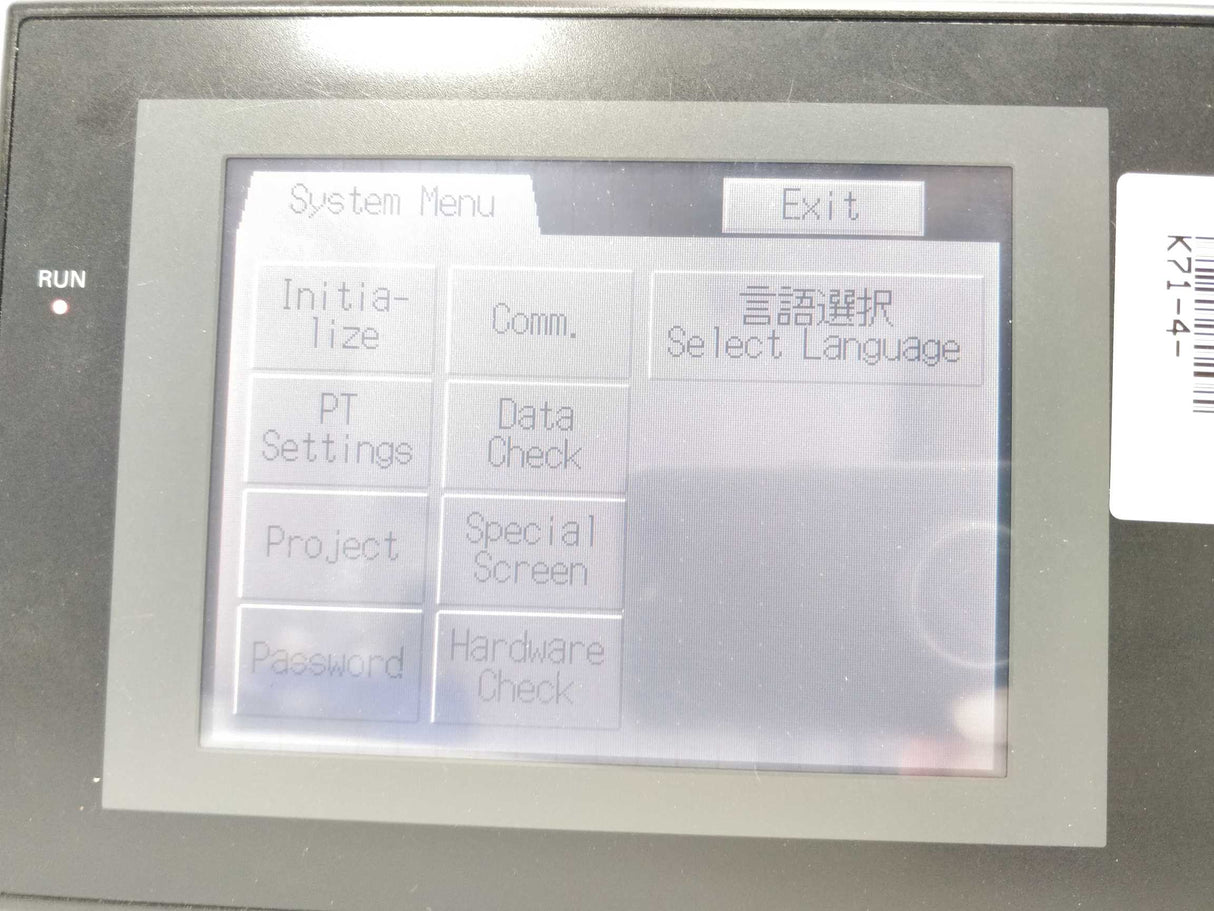 System Menu
Exit
RUN
Initia-
lize
Comm.
言語選択
Select Language
PT
Settings
Data
Check
Project
Special
Screen
Password
Hardware
Check
K71-4-